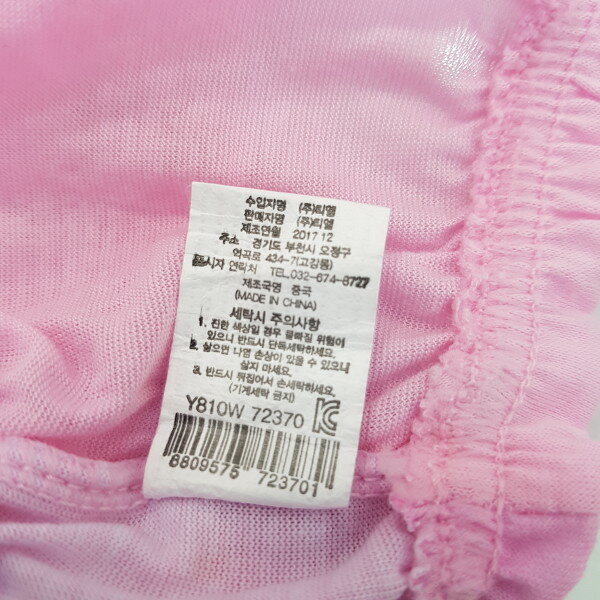 수입자명 (주)티엘
판매자명 (주)티엘
제조연월 2017.12
주소 경기도 부천시 오정구
역곡로 434-7(고강동)
표시자 연락처 TEL.032-674-8727
제조국명 중국
(MADE IN CHINA)
세탁시 주의사항
1. 진한 색상일 경우 물빠짐 위험이
있으니 반드시 단독세탁하세요.
2. 삶으면 나염 손상이 있을 수 있으니
삶지 마세요.
3. 반드시 뒤집어서 손세탁하세요.
(기계세탁 금지)
Y810W 72370
8809575 723701